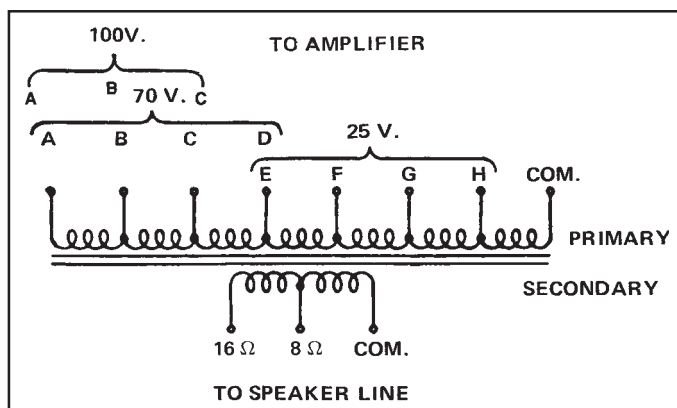 100V. TO AMPLIFIER
A B C
70 V.
A B C D 25 V.
E F G H COM.
PRIMARY
SECONDARY
16 Ω 8 Ω COM.
TO SPEAKER LINE